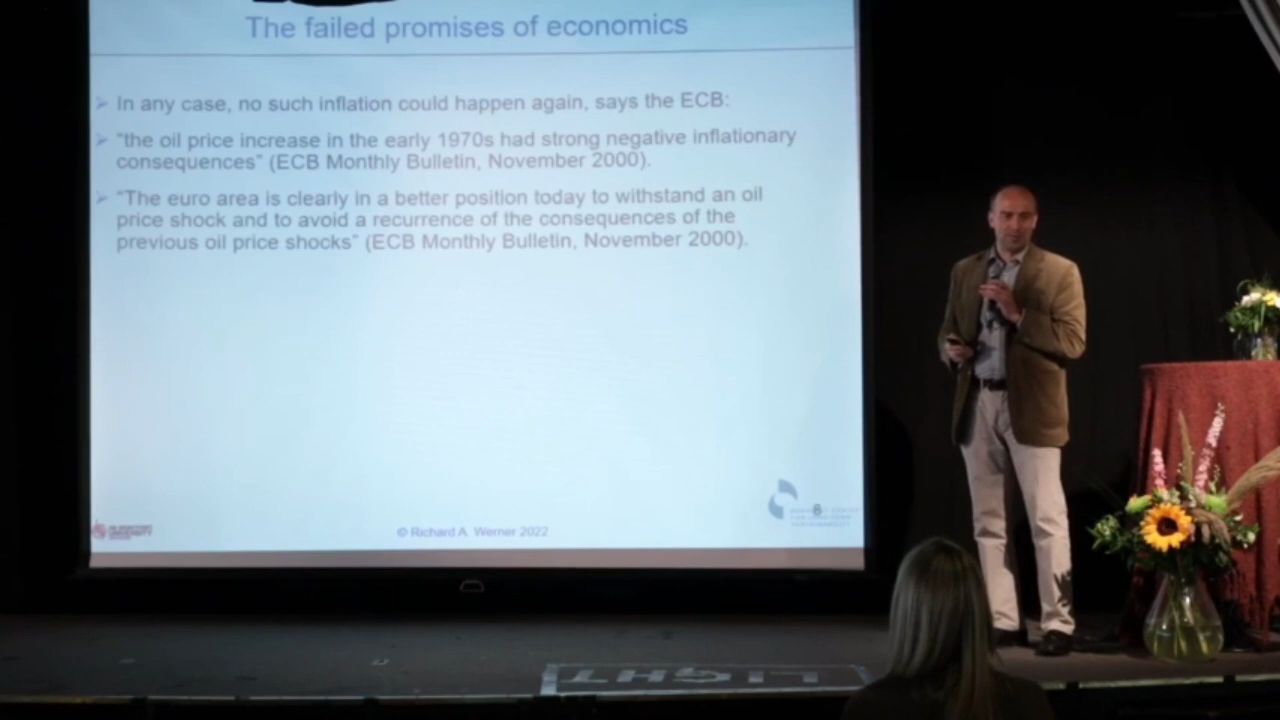 The failed promises of economics
➢ In any case, no such inflation could happen again, says the ECB:
➢ "the oil price increase in the early 1970s had strong negative inflationary
consequences" (ECB Monthly Bulletin, November 2000).
➢ "The euro area is clearly in a better position today to withstand an oil
price shock and to avoid a recurrence of the consequences of the
previous oil price shocks" (ECB Monthly Bulletin, November 2000).
8
© Richard A. Werner 2022
LIGHT